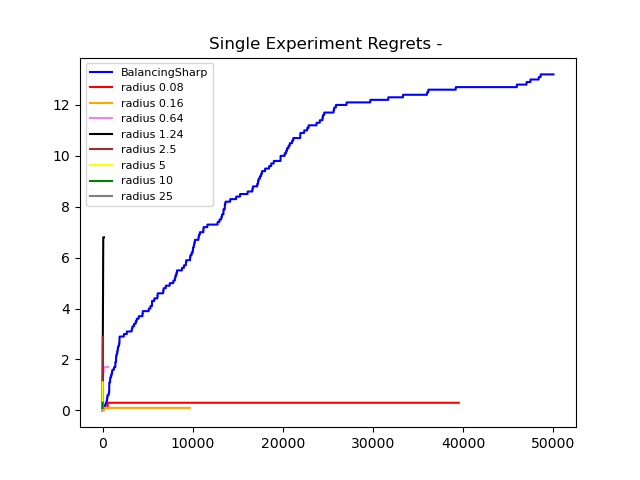 Single Experiment Regrets -
BalancingSharp
radius 0.08
radius 0.16
radius 0.64
radius 1.24
radius 2.5
radius 5
radius 10
radius 25
12
10
8
6
4
2
0
0 10000 20000 30000 40000 50000